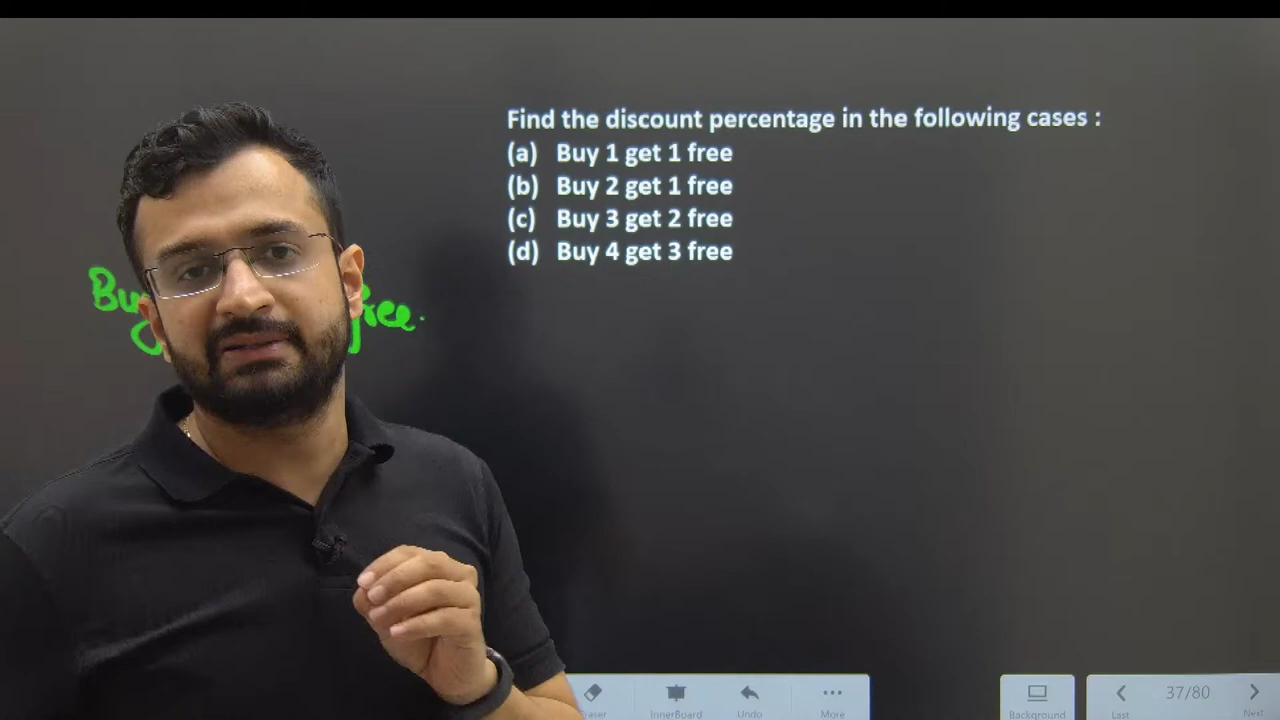 Find the discount percentage in the following cases :
(a) Buy 1 get 1 free
(b) Buy 2 get 1 free
(c) Buy 3 get 2 free
(d) Buy 4 get 3 free
free.
InnerBoard Undo More Background Last 37/80 Next